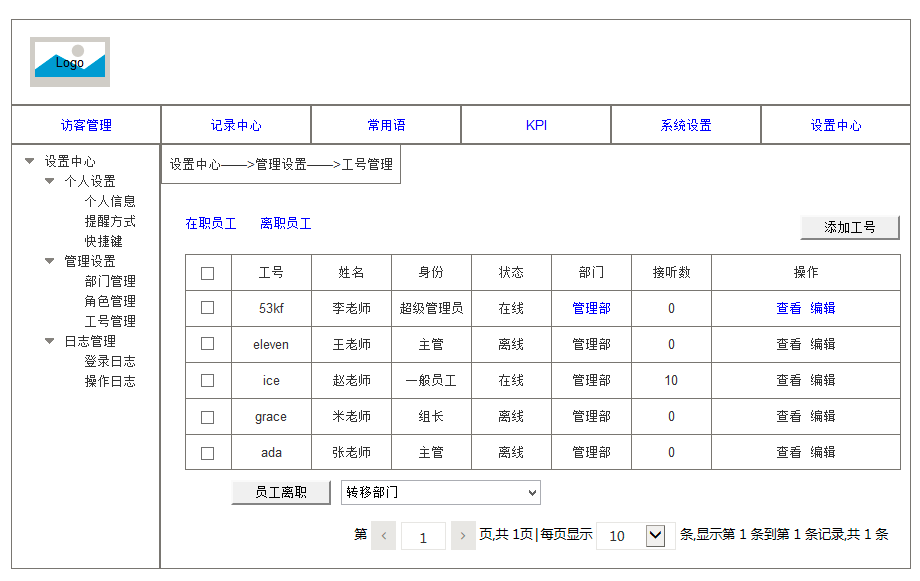 Logo
访客管理 记录中心 常用语 KPI 系统设置 设置中心
设置中心
个人设置
个人信息
提醒方式
快捷键
管理设置
部门管理
角色管理
工号管理
日志管理
登录日志
操作日志
设置中心——>管理设置——>工号管理
在职员工 离职员工
添加工号
工号 姓名 身份 状态 部门 接听数 操作
53kf 李老师 超级管理员 在线 管理部 0 查看 编辑
eleven 王老师 主管 离线 管理部 0 查看 编辑
ice 赵老师 一般员工 在线 管理部 10 查看 编辑
grace 米老师 组长 离线 管理部 0 查看 编辑
ada 张老师 主管 离线 管理部 0 查看 编辑
员工离职 转移部门
第 < 1 > 页,共 1页|每页显示 10 条,显示第 1 条到第 1 条记录,共 1 条